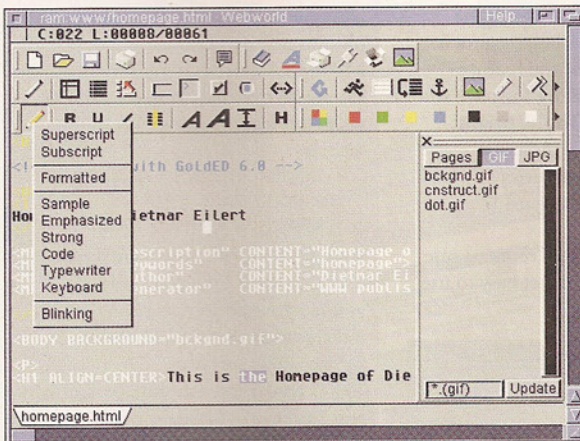 ram:www/homepage.html Webworld Help...
C:022 L:00008/00061
B U I A A I H
Superscript
Subscript
Formatted
Sample
Emphasized
Strong
Code
Typewriter
Keyboard
Blinking
with GoldED 6.0 -->
Dietmar Eilert
description" CONTENT="Homepage o
CONTENT="homepage">
CONTENT="Dietmar Ei
CONTENT="WWW publis
<BODY BACKGROUND="bckgnd.gif">
<P>
<H1 ALIGN=CENTER>This is the Homepage of Die
Pages GIF JPG
bckgnd.gif
cnstruct.gif
dot.gif
*.(gif) Update
homepage.html